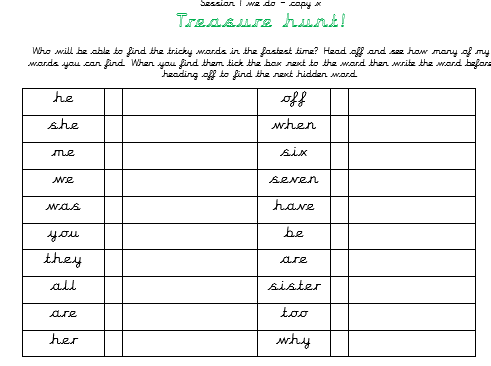 Session 1 we do - copy x
Treasure hunt!
Who will be able to find the tricky words in the fastest time? Head off and see how many of my
words you can find. When you find them tick the box next to the word then write the word before
heading off to find the next hidden word.
he off
she when
me six
we seven
was have
you be
they are
all sister
are too
her why